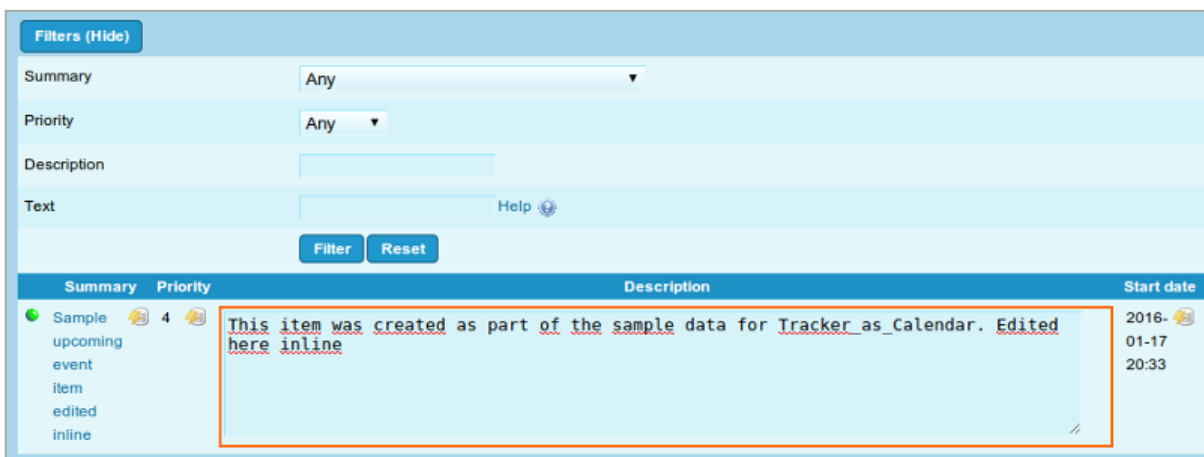 Filters (Hide)
Summary Any
Priority Any
Description
Text Help
Filter Reset
Summary Priority Description Start date
Sample 4 This item was created as part of the sample data for Tracker_as_Calendar. Edited 2016-
upcoming here inline 01-17
event 20:33
item
edited
inline